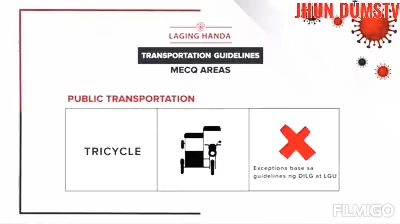 JHUN DUMSTV
LAGING HANDA
TRANSPORTATION GUIDELINES
MECQ AREAS
PUBLIC TRANSPORTATION
TRICYCLE
Exceptions base sa
guidelines ng DILG at LGU
FILMIGO